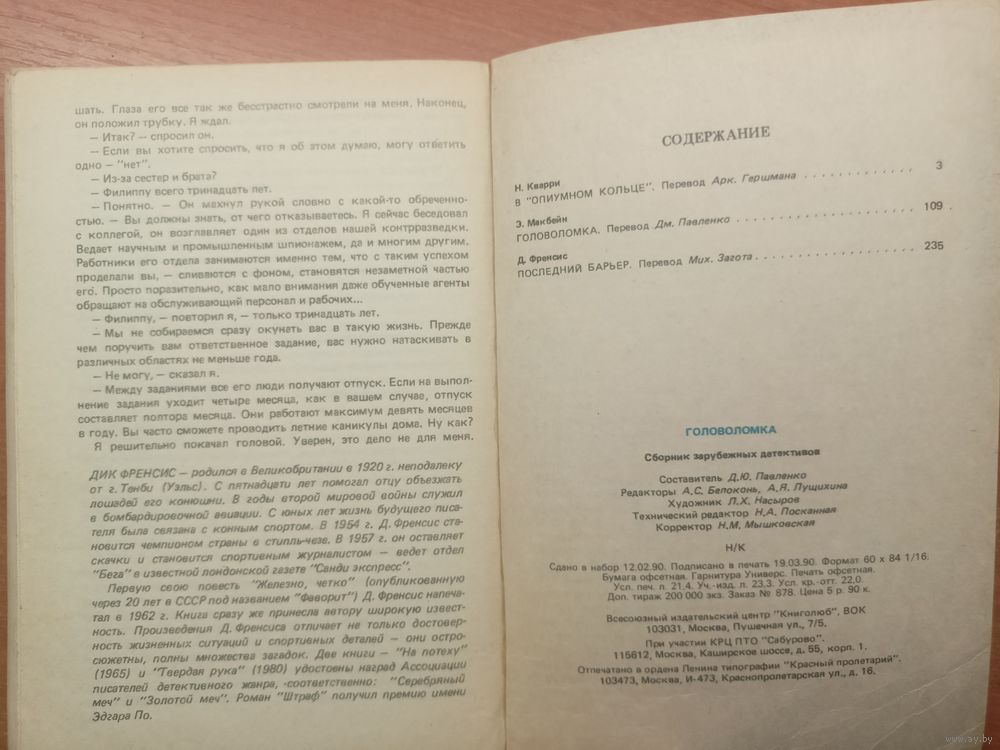 шать. Глаза его все так же бесстрастно смотрели на меня. Наконец,
он положил трубку. Я ждал.
— Итак? — спросил он.
— Если вы хотите спросить, что я об этом думаю, могу ответить
одно — "нет".
— Из-за сестер и брата?
— Филиппу всего тринадцать лет.
— Понятно. — Он махнул рукой словно с какой-то обреченно-
стью. — Вы должны знать, от чего отказываетесь. Я сейчас беседовал
с коллегой, он возглавляет один из отделов нашей контрразведки.
Ведает научным и промышленным шпионажем, да и многим другим.
Работники его отдела занимаются именно тем, что с таким успехом
проделали вы, — сливаются с фоном, становятся незаметной частью
его. Просто поразительно, как мало внимания даже обученные агенты
обращают на обслуживающий персонал и рабочих...
— Филиппу, — повторил я, — только тринадцать лет.
— Мы не собираемся сразу окунать вас в такую жизнь. Прежде
чем поручить вам ответственное задание, вас нужно натаскивать в
различных областях не меньше года.
— Не могу, — сказал я.
— Между заданиями все его люди получают отпуск. Если на выпол-
нение задания уходит четыре месяца, как в вашем случае, отпуск
составляет полтора месяца. Они работают максимум девять месяцев
в году. Вы часто сможете проводить летние каникулы дома. Ну как?
Я решительно покачал головой. Уверен, это дело не для меня.
ДИК ФРЕНСИС — родился в Великобритании в 1920 г. неподалеку
от г. Тенби (Уэльс). С пятнадцати лет помогал отцу объезжать
лошадей его конюшни. В годы второй мировой войны служил
в бомбардировочной авиации. С юных лет жизнь будущего писа-
теля была связана с конным спортом. В 1954 г. Д. Френсис ста-
новится чемпионом страны в стипль-чезе. В 1957 г. он оставляет
скачки и становится спортивным журналистом — ведет отдел
"Бега" в известной лондонской газете "Санди экспресс".
Первую свою повесть "Железно, четко" (опубликованную
через 20 лет в СССР под названием "Фаворит") Д. Френсис напеча-
тал в 1962 г. Книга сразу же принесла автору широкую извест-
ность. Произведения Д. Френсиса отличает не только достовер-
ность жизненных ситуаций и спортивных деталей — они остро-
сюжетны, полны множества загадок. Две книги — "На потеху"
(1965) и "Твердая рука" (1980) удостоены наград Ассоциации
писателей детективного жанра, соответственно: "Серебряный
меч" и "Золотой меч". Роман "Штраф" получил премию имени
Эдгара По.
СОДЕРЖАНИЕ
Н. Кварри
В "ОПИУМНОМ КОЛЬЦЕ". Перевод Арк. Гершмана . . . . . . . . . . . . . 3
Э. Макбейн
ГОЛОВОЛОМКА. Перевод Дм. Павленко . . . . . . . . . . . . . . . . . . 109
Д. Френсис
ПОСЛЕДНИЙ БАРЬЕР. Перевод Мих. Загота . . . . . . . . . . . . . . . . 235
ГОЛОВОЛОМКА
Сборник зарубежных детективов
Составитель Д.Ю. Павленко
Редакторы А.С. Белоконь, А.Я. Лущихина
Художник Л.Х. Насыров
Технический редактор Н.А. Посканная
Корректор Н.М. Мышковская
Н/К
Сдано в набор 12.02.90. Подписано в печать 19.03.90. Формат 60 х 84 1/16.
Бумага офсетная. Гарнитура Универс. Печать офсетная.
Усл. печ. л. 21,4. Уч.-изд. л. 23,3. Усл. кр.-отт. 22,0.
Доп. тираж 200 000 экз. Заказ № 878. Цена 5 р. 90 к.
Всесоюзный издательский центр "Книголюб", ВОК
103031, Москва, Пушечная ул., 7/5.
При участии КРЦ ПТО "Сабурово".
115612, Москва, Каширское шоссе, д. 55, корп. 1.
Отпечатано в ордена Ленина типографии "Красный пролетарий".
103473, Москва, И-473, Краснопролетарская ул., д. 16.
www.ay.by